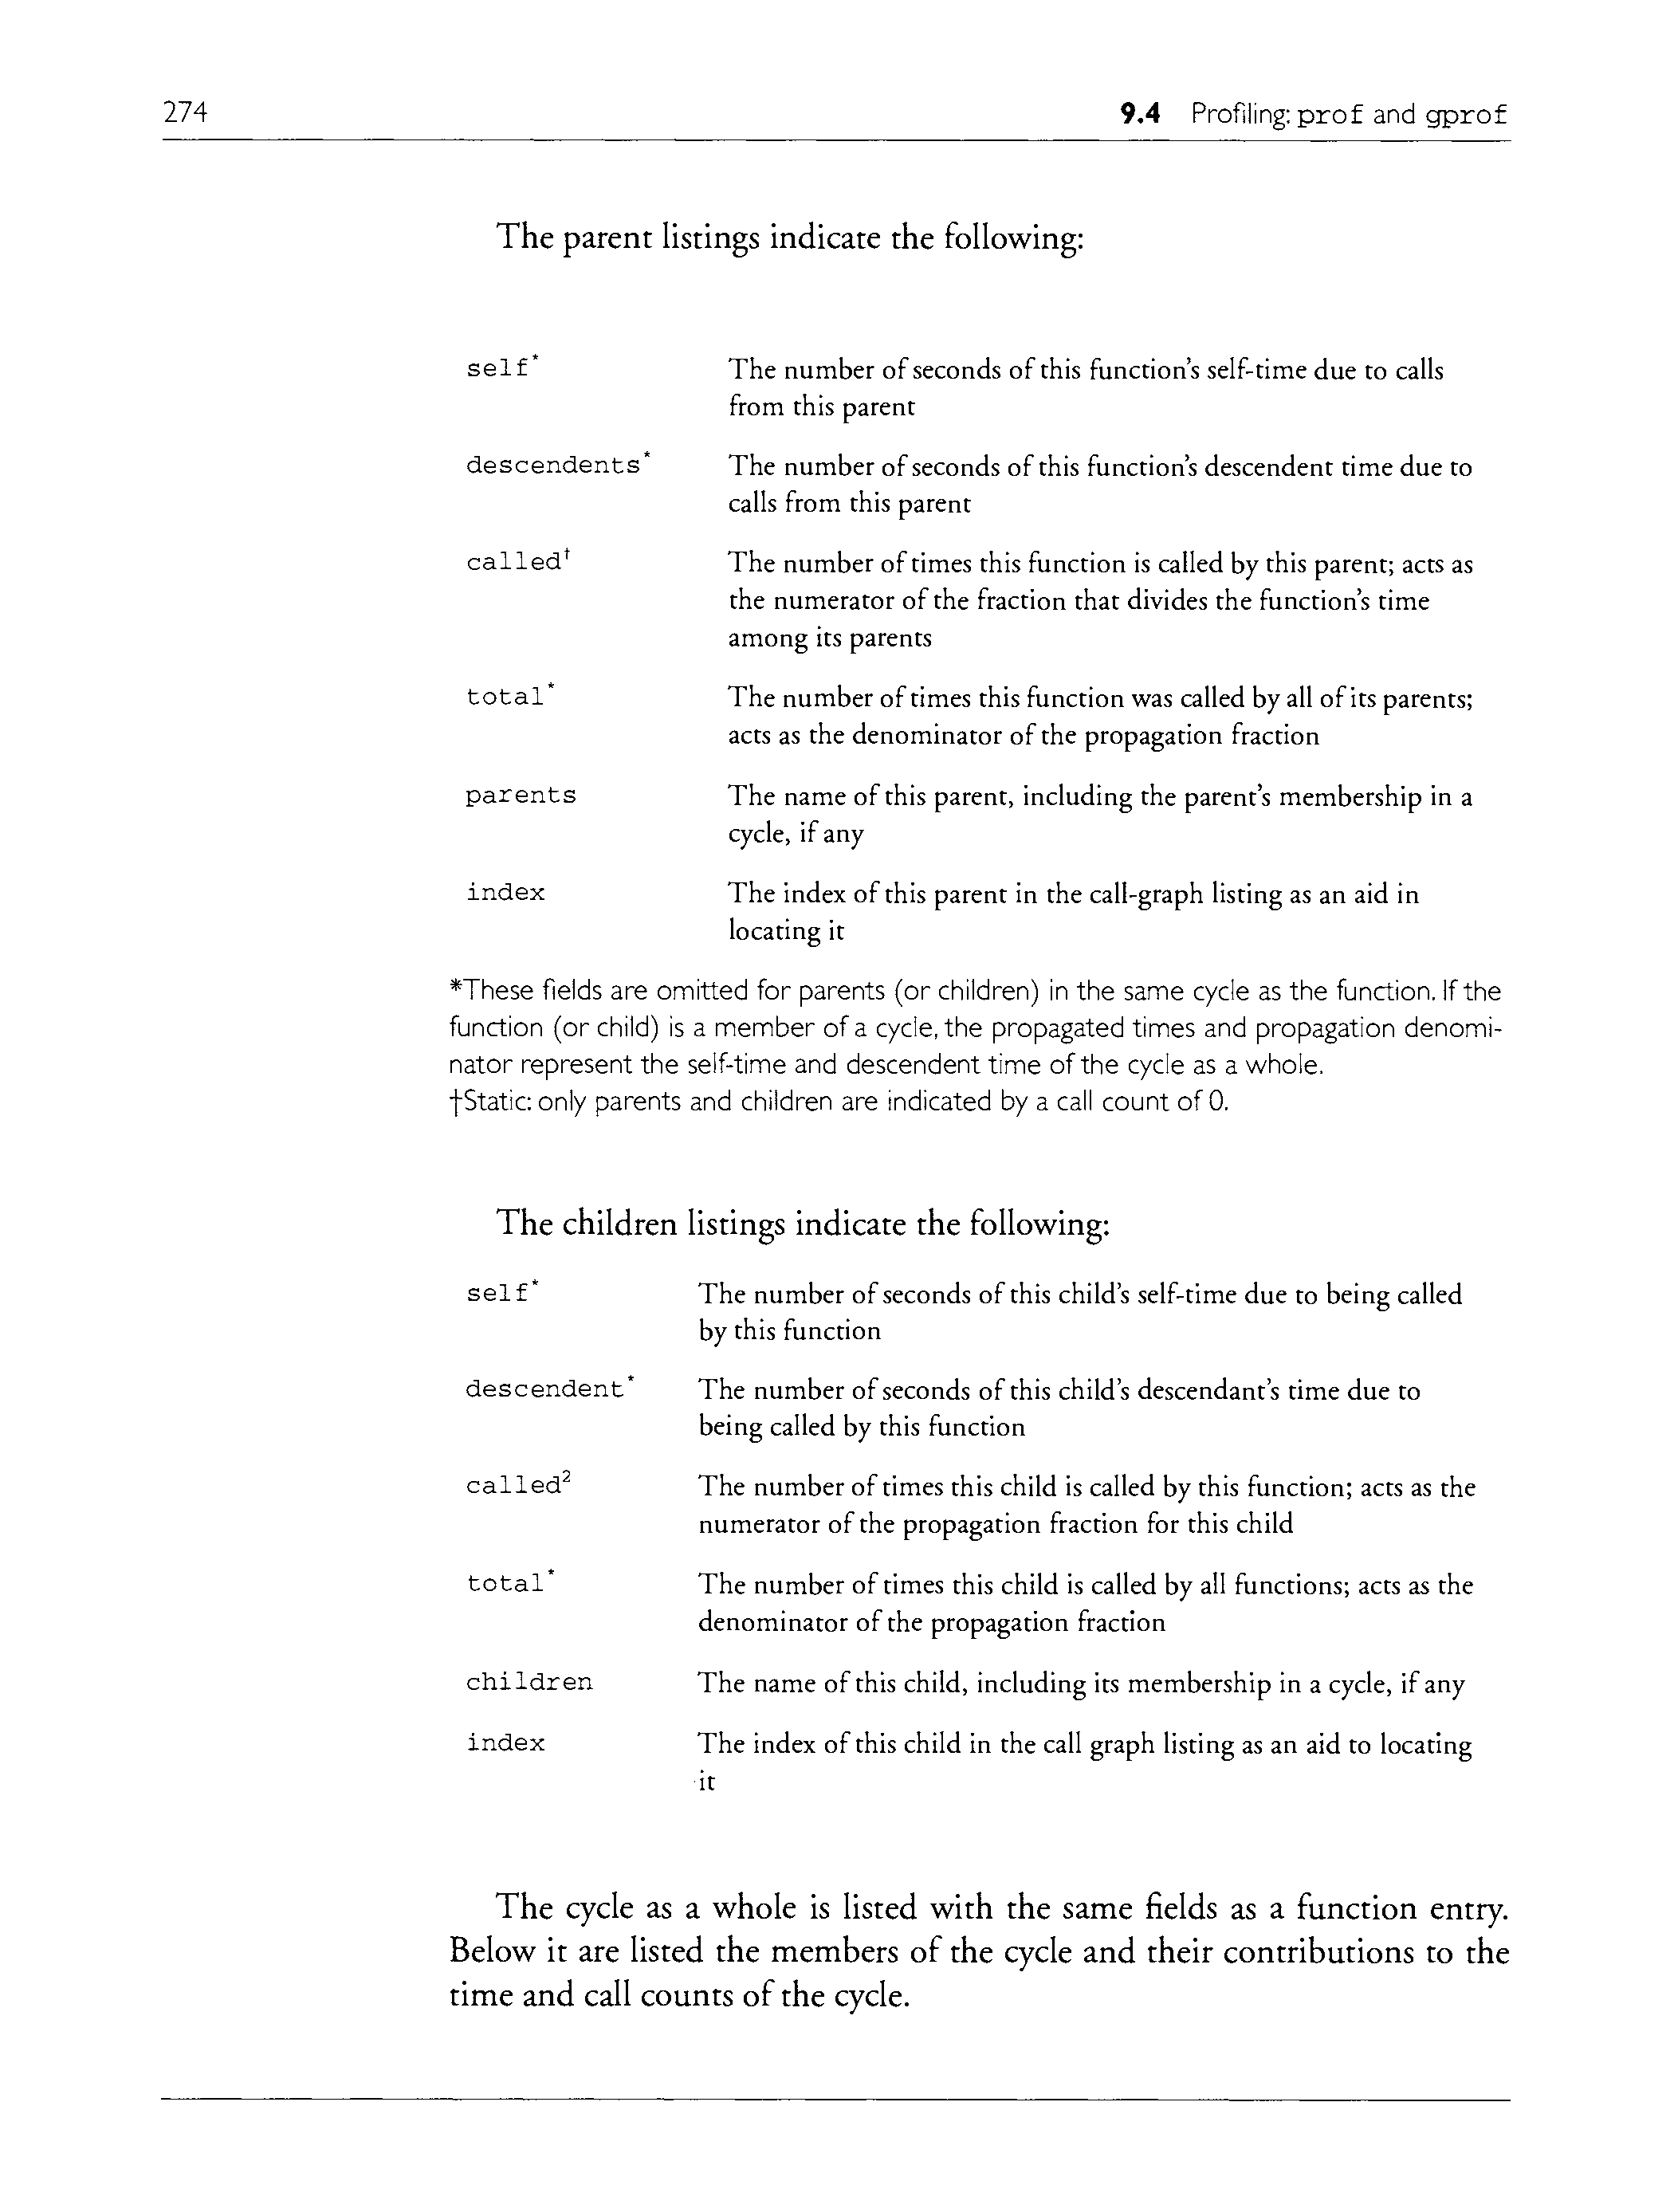 274
9.4 Profiling: prof and gprof
The parent listings indicate the following:
self* The number of seconds of this function's self-time due to calls
from this parent
descendents* The number of seconds of this function's descendent time due to
calls from this parent
called† The number of times this function is called by this parent; acts as
the numerator of the fraction that divides the function's time
among its parents
total* The number of times this function was called by all of its parents;
acts as the denominator of the propagation fraction
parents The name of this parent, including the parent's membership in a
cycle, if any
index The index of this parent in the call-graph listing as an aid in
locating it
*These fields are omitted for parents (or children) in the same cycle as the function. If the
function (or child) is a member of a cycle, the propagated times and propagation denomi-
nator represent the self-time and descendent time of the cycle as a whole.
†Static: only parents and children are indicated by a call count of 0.
The children listings indicate the following:
self* The number of seconds of this child's self-time due to being called
by this function
descendent* The number of seconds of this child's descendant's time due to
being called by this function
called² The number of times this child is called by this function; acts as the
numerator of the propagation fraction for this child
total* The number of times this child is called by all functions; acts as the
denominator of the propagation fraction
children The name of this child, including its membership in a cycle, if any
index The index of this child in the call graph listing as an aid to locating
it
The cycle as a whole is listed with the same fields as a function entry.
Below it are listed the members of the cycle and their contributions to the
time and call counts of the cycle.